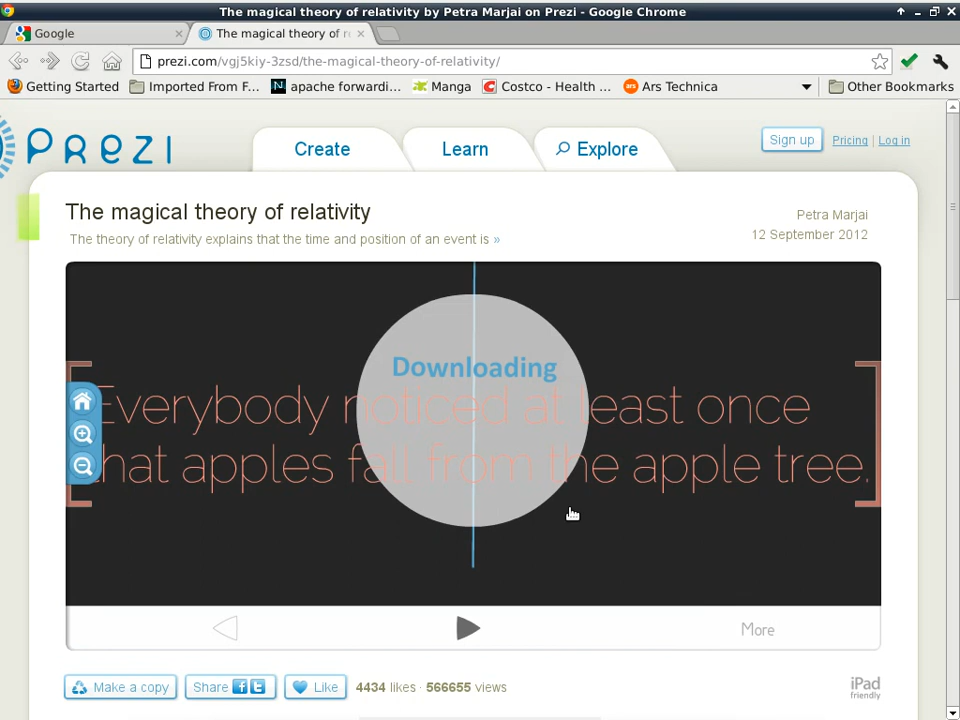 The magical theory of relativity by Petra Marjai on Prezi - Google Chrome
Google
The magical theory of re
prezi.com/vgj5kiy-3zsd/the-magical-theory-of-relativity/
Getting Started
Imported From F...
apache forwardi...
Manga
Costco - Health ...
Ars Technica
Other Bookmarks
PREZI
Create
Learn
Explore
Sign up
Pricing | Log in
The magical theory of relativity
Petra Marjai
The theory of relativity explains that the time and position of an event is »
12 September 2012
Downloading
Everybody noticed at least once
that apples fall from the apple tree.
More
Make a copy
Share
Like
4434 likes · 566655 views
iPad
friendly